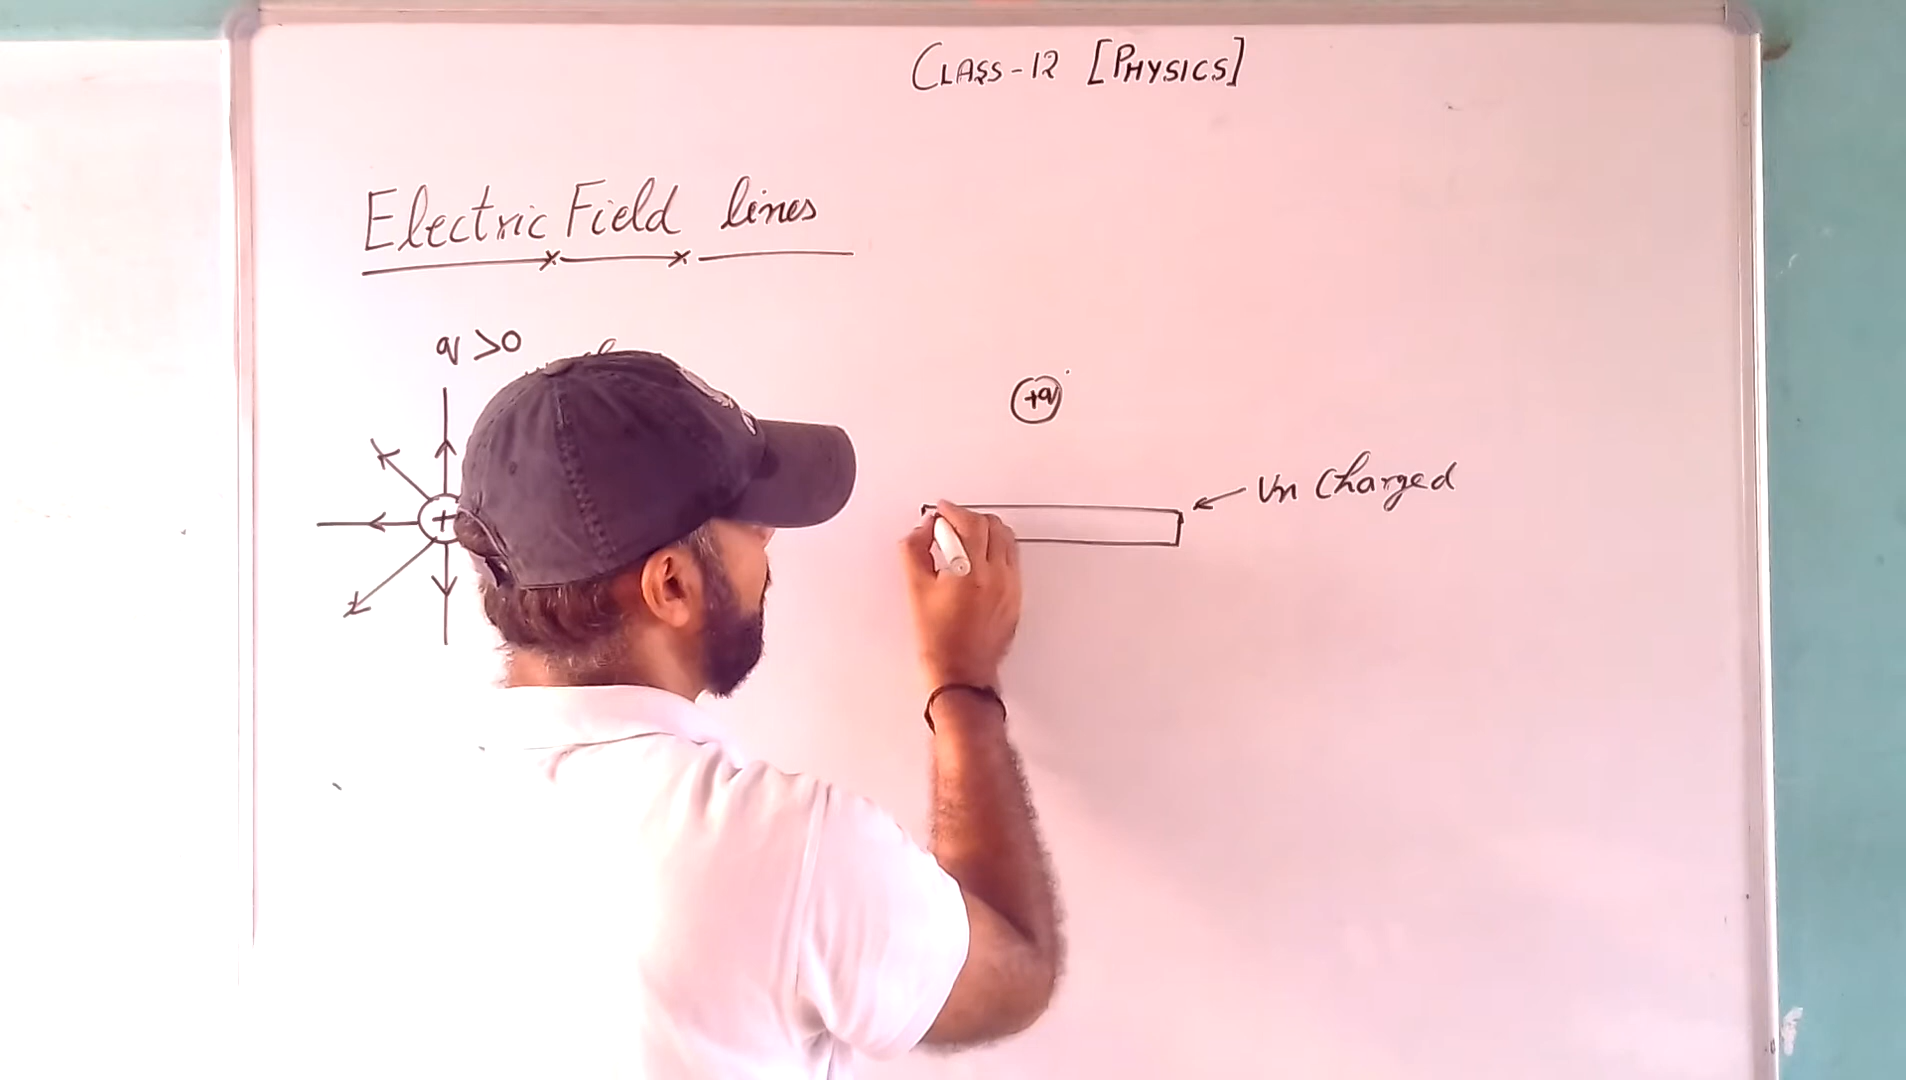 CLASS-12 [PHYSICS]
Electric Field lines
q >0
+q
Un Charged
+